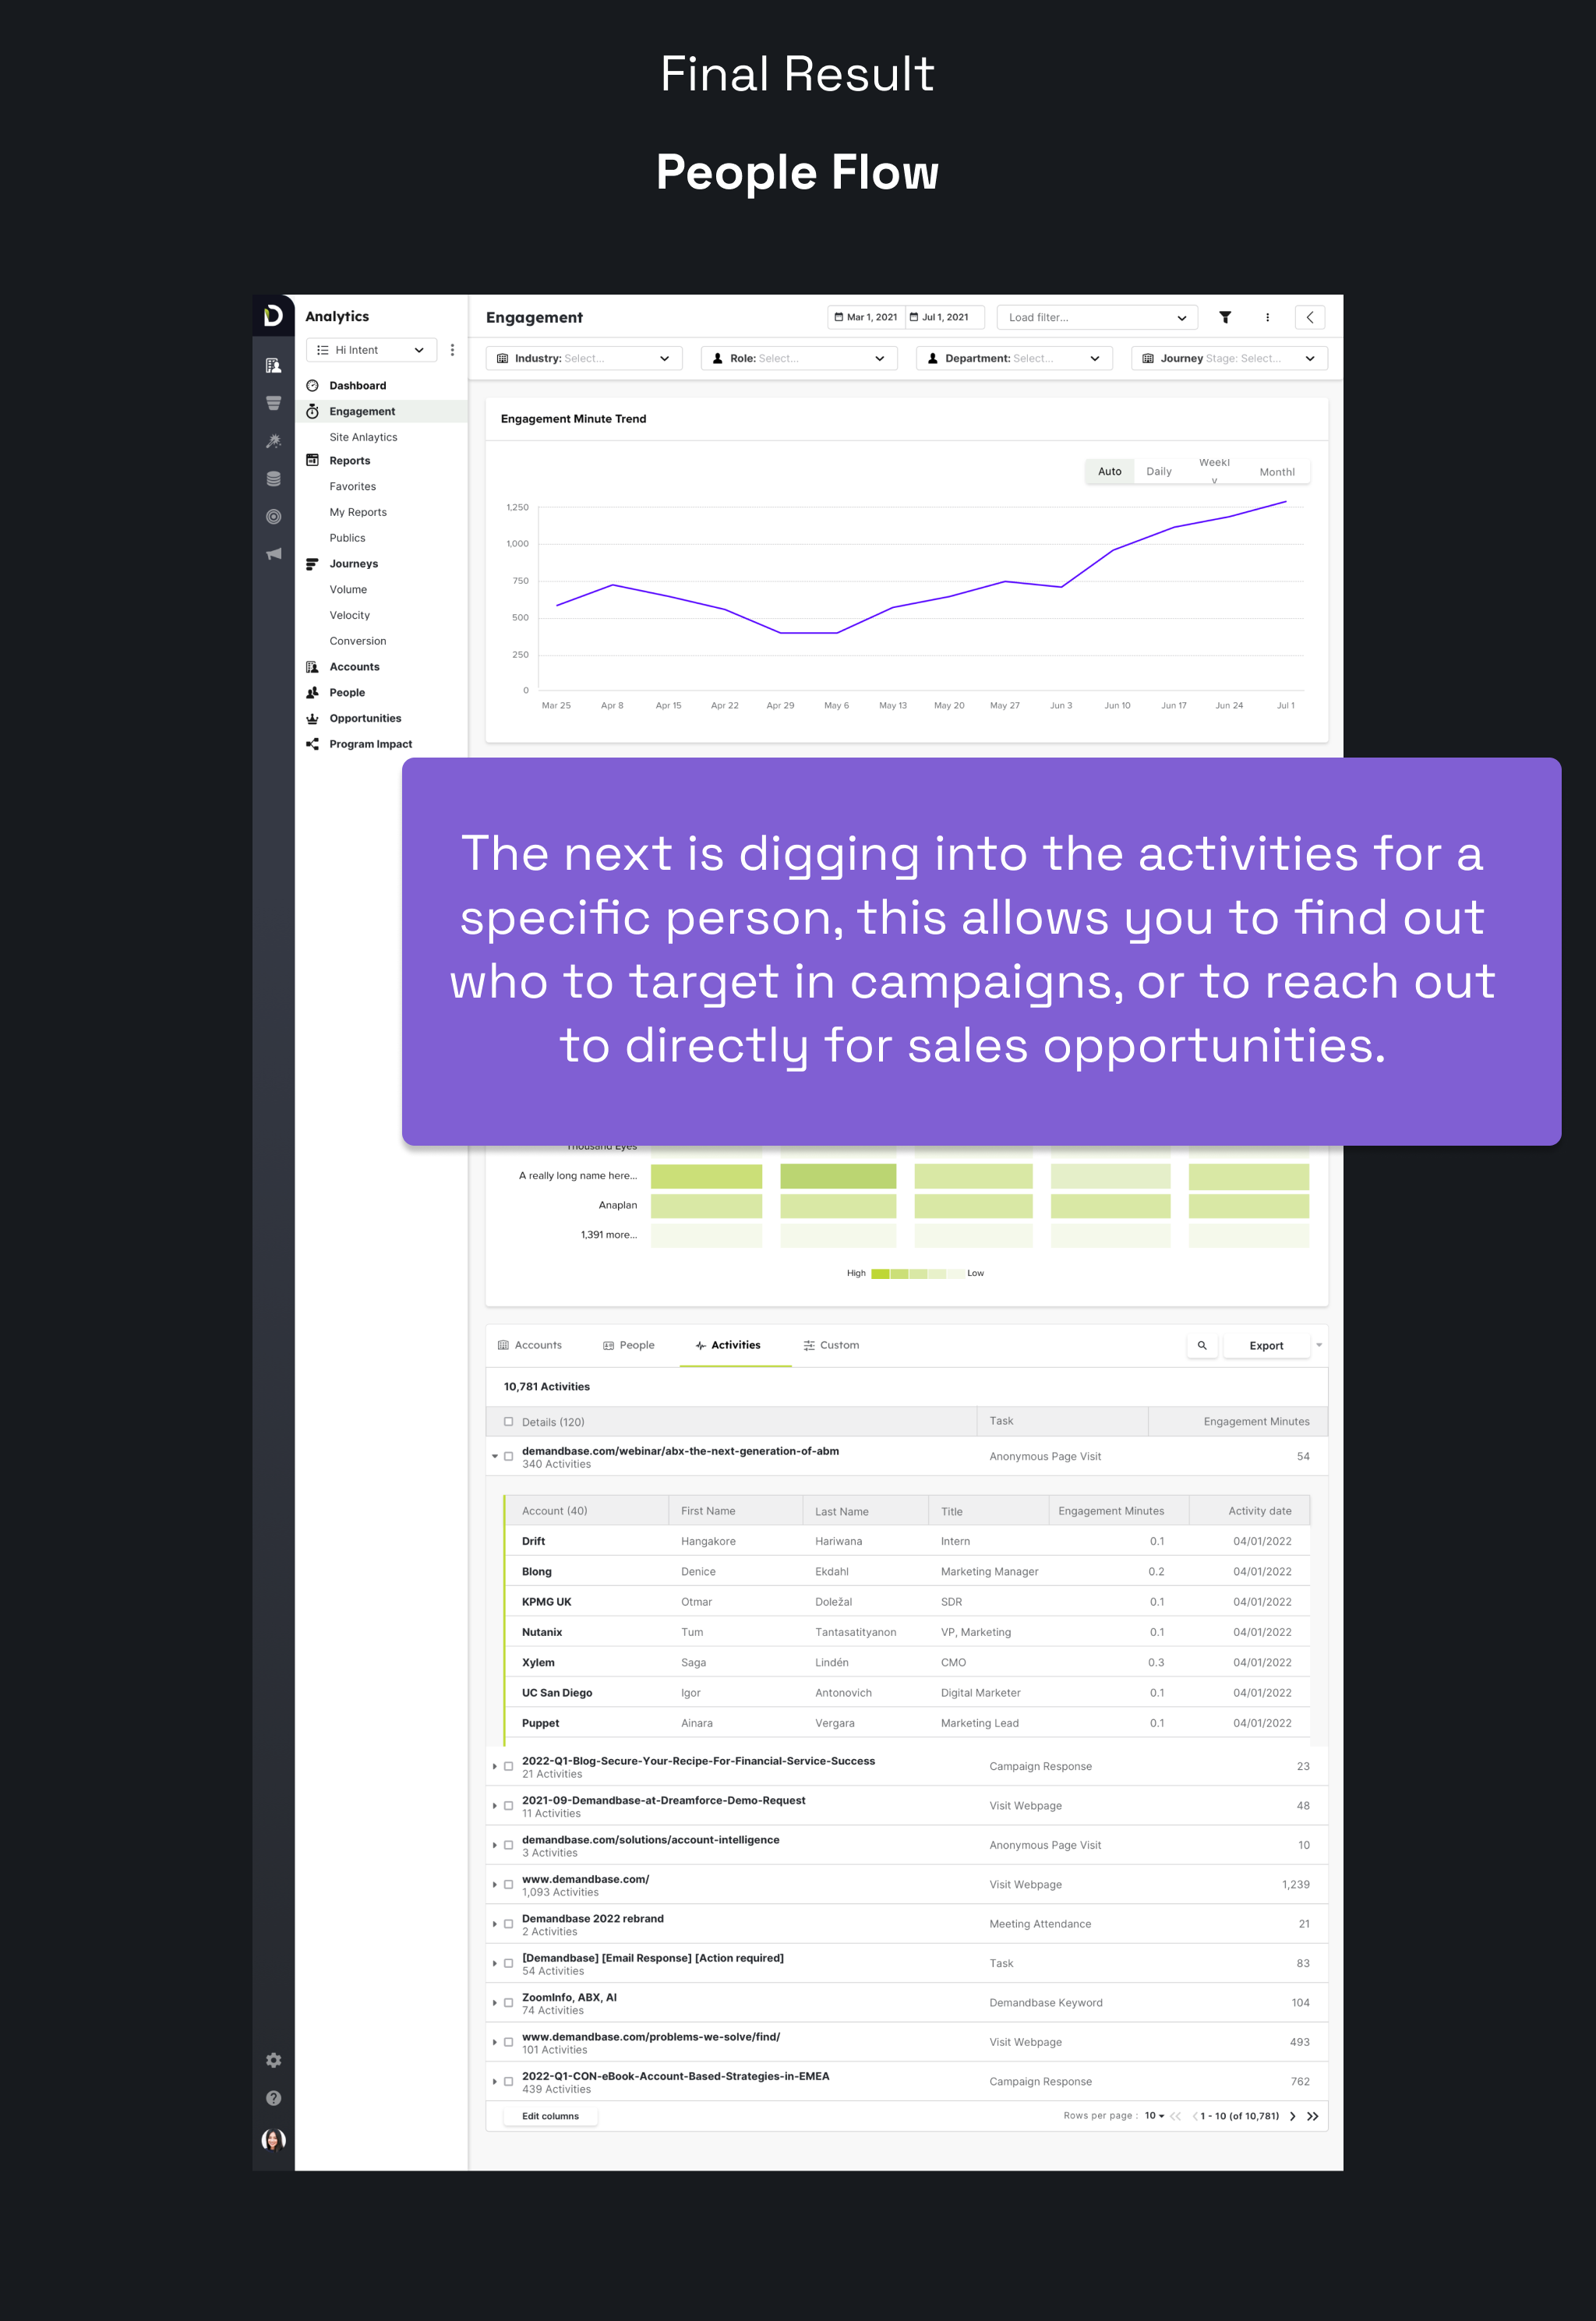 Final Result
People Flow
Analytics
Hi Intent
Dashboard
Engagement
Site Anlaytics
Reports
Favorites
My Reports
Publics
Journeys
Volume
Velocity
Conversion
Accounts
People
Opportunities
Program Impact
Engagement
Mar 1, 2021 Jul 1, 2021 Load filter...
Industry: Select... Role: Select... Department: Select... Journey Stage: Select...
Engagement Minute Trend
Auto Daily Weekly Monthl
1,250
1,000
750
500
250
0
Mar 25 Apr 8 Apr 15 Apr 22 Apr 29 May 6 May 13 May 20 May 27 Jun 3 Jun 10 Jun 17 Jun 24 Jul 1
The next is digging into the activities for a
specific person, this allows you to find out
who to target in campaigns, or to reach out
to directly for sales opportunities.
Thousand Eyes
A really long name here...
Anaplan
1,391 more...
High Low
Accounts People Activities Custom Export
10,781 Activities
Details (120) Task Engagement Minutes
demandbase.com/webinar/abx-the-next-generation-of-abm Anonymous Page Visit 54
340 Activities
Account (40) First Name Last Name Title Engagement Minutes Activity date
Drift Hangakore Hariwana Intern 0.1 04/01/2022
Blong Denice Ekdahl Marketing Manager 0.2 04/01/2022
KPMG UK Otmar Doležal SDR 0.1 04/01/2022
Nutanix Tum Tantasatityanon VP, Marketing 0.1 04/01/2022
Xylem Saga Lindén CMO 0.3 04/01/2022
UC San Diego Igor Antonovich Digital Marketer 0.1 04/01/2022
Puppet Ainara Vergara Marketing Lead 0.1 04/01/2022
2022-Q1-Blog-Secure-Your-Recipe-For-Financial-Service-Success Campaign Response 23
21 Activities
2021-09-Demandbase-at-Dreamforce-Demo-Request Visit Webpage 48
11 Activities
demandbase.com/solutions/account-intelligence Anonymous Page Visit 10
3 Activities
www.demandbase.com/ Visit Webpage 1,239
1,093 Activities
Demandbase 2022 rebrand Meeting Attendance 21
2 Activities
[Demandbase] [Email Response] [Action required] Task 83
54 Activities
ZoomInfo, ABX, AI Demandbase Keyword 104
74 Activities
www.demandbase.com/problems-we-solve/find/ Visit Webpage 493
101 Activities
2022-Q1-CON-eBook-Account-Based-Strategies-in-EMEA Campaign Response 762
439 Activities
Edit columns Rows per page : 10 1 - 10 (of 10,781)